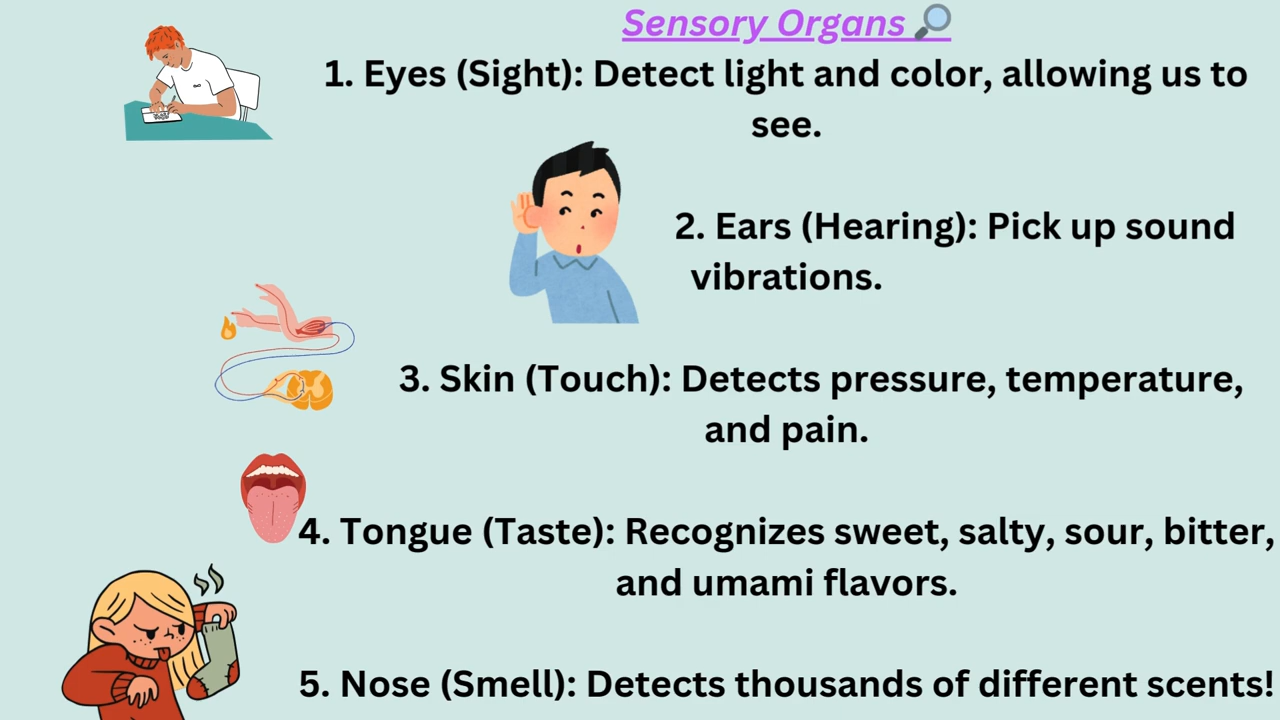 Sensory Organs
1. Eyes (Sight): Detect light and color, allowing us to
see.
2. Ears (Hearing): Pick up sound
vibrations.
3. Skin (Touch): Detects pressure, temperature,
and pain.
4. Tongue (Taste): Recognizes sweet, salty, sour, bitter,
and umami flavors.
5. Nose (Smell): Detects thousands of different scents!